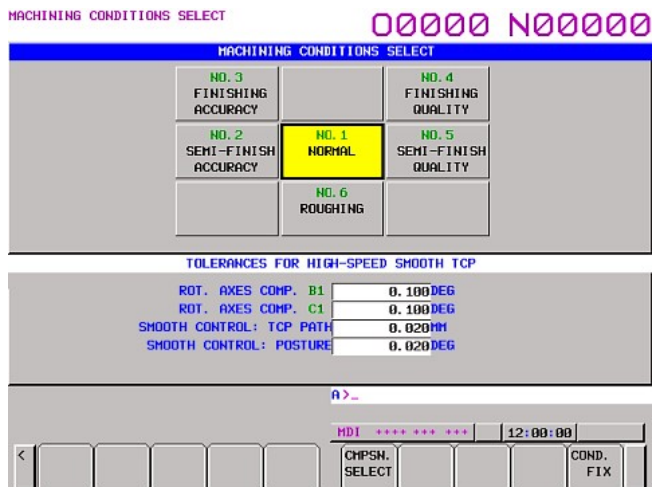 MACHINING CONDITIONS SELECT
O0000 N00000
MACHINING CONDITIONS SELECT
NO.3
FINISHING
ACCURACY
NO.4
FINISHING
QUALITY
NO.2
SEMI-FINISH
ACCURACY
NO.1
NORMAL
NO.5
SEMI-FINISH
QUALITY
NO.6
ROUGHING
TOLERANCES FOR HIGH-SPEED SMOOTH TCP
ROT. AXES COMP. B1 0.100DEG
ROT. AXES COMP. C1 0.100DEG
SMOOTH CONTROL: TCP PATH 0.020MM
SMOOTH CONTROL: POSTURE 0.020DEG
A>_
MDI ++++ +++ +++ 12:00:00
<
CMPSN.
SELECT
COND.
FIX